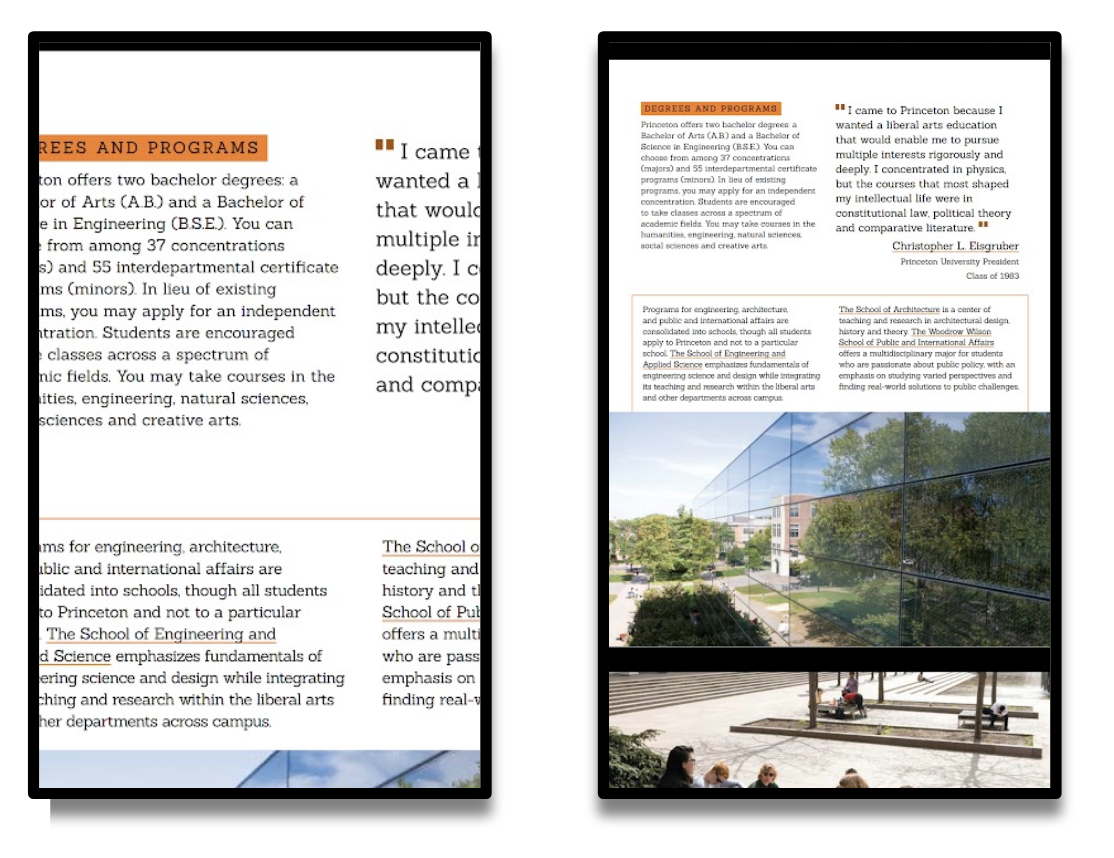 REES AND PROGRAMS
ton offers two bachelor degrees: a
or of Arts (A.B.) and a Bachelor of
e in Engineering (B.S.E.). You can
from among 37 concentrations
s) and 55 interdepartmental certificate
ms (minors). In lieu of existing
ms, you may apply for an independent
ntration. Students are encouraged
classes across a spectrum of
mic fields. You may take courses in the
nities, engineering, natural sciences,
sciences and creative arts.
" I came t
wanted a l
that would
multiple in
deeply. I c
but the co
my intellec
constitutio
and compa
ms for engineering, architecture,
ublic and international affairs are
idated into schools, though all students
to Princeton and not to a particular
The School of Engineering and
d Science emphasizes fundamentals of
ering science and design while integrating
ching and research within the liberal arts
her departments across campus.
The School o
teaching and
history and t
School of Pub
offers a multi
who are pass
emphasis on
finding real-w
DEGREES AND PROGRAMS
Princeton offers two bachelor degrees: a
Bachelor of Arts (A.B.) and a Bachelor of
Science in Engineering (B.S.E.). You can
choose from among 37 concentrations
(majors) and 55 interdepartmental certificate
programs (minors). In lieu of existing
programs, you may apply for an independent
concentration. Students are encouraged
to take classes across a spectrum of
academic fields. You may take courses in the
humanities, engineering, natural sciences,
social sciences and creative arts.
" I came to Princeton because I
wanted a liberal arts education
that would enable me to pursue
multiple interests rigorously and
deeply. I concentrated in physics,
but the courses that most shaped
my intellectual life were in
constitutional law, political theory
and comparative literature. "
Christopher L. Eisgruber
Princeton University President
Class of 1983
Programs for engineering, architecture,
and public and international affairs are
consolidated into schools, though all students
apply to Princeton and not to a particular
school. The School of Engineering and
Applied Science emphasizes fundamentals of
engineering science and design while integrating
its teaching and research within the liberal arts
and other departments across campus.
The School of Architecture is a center of
teaching and research in architectural design,
history and theory. The Woodrow Wilson
School of Public and International Affairs
offers a multidisciplinary major for students
who are passionate about public policy, with an
emphasis on studying varied perspectives and
finding real-world solutions to public challenges.